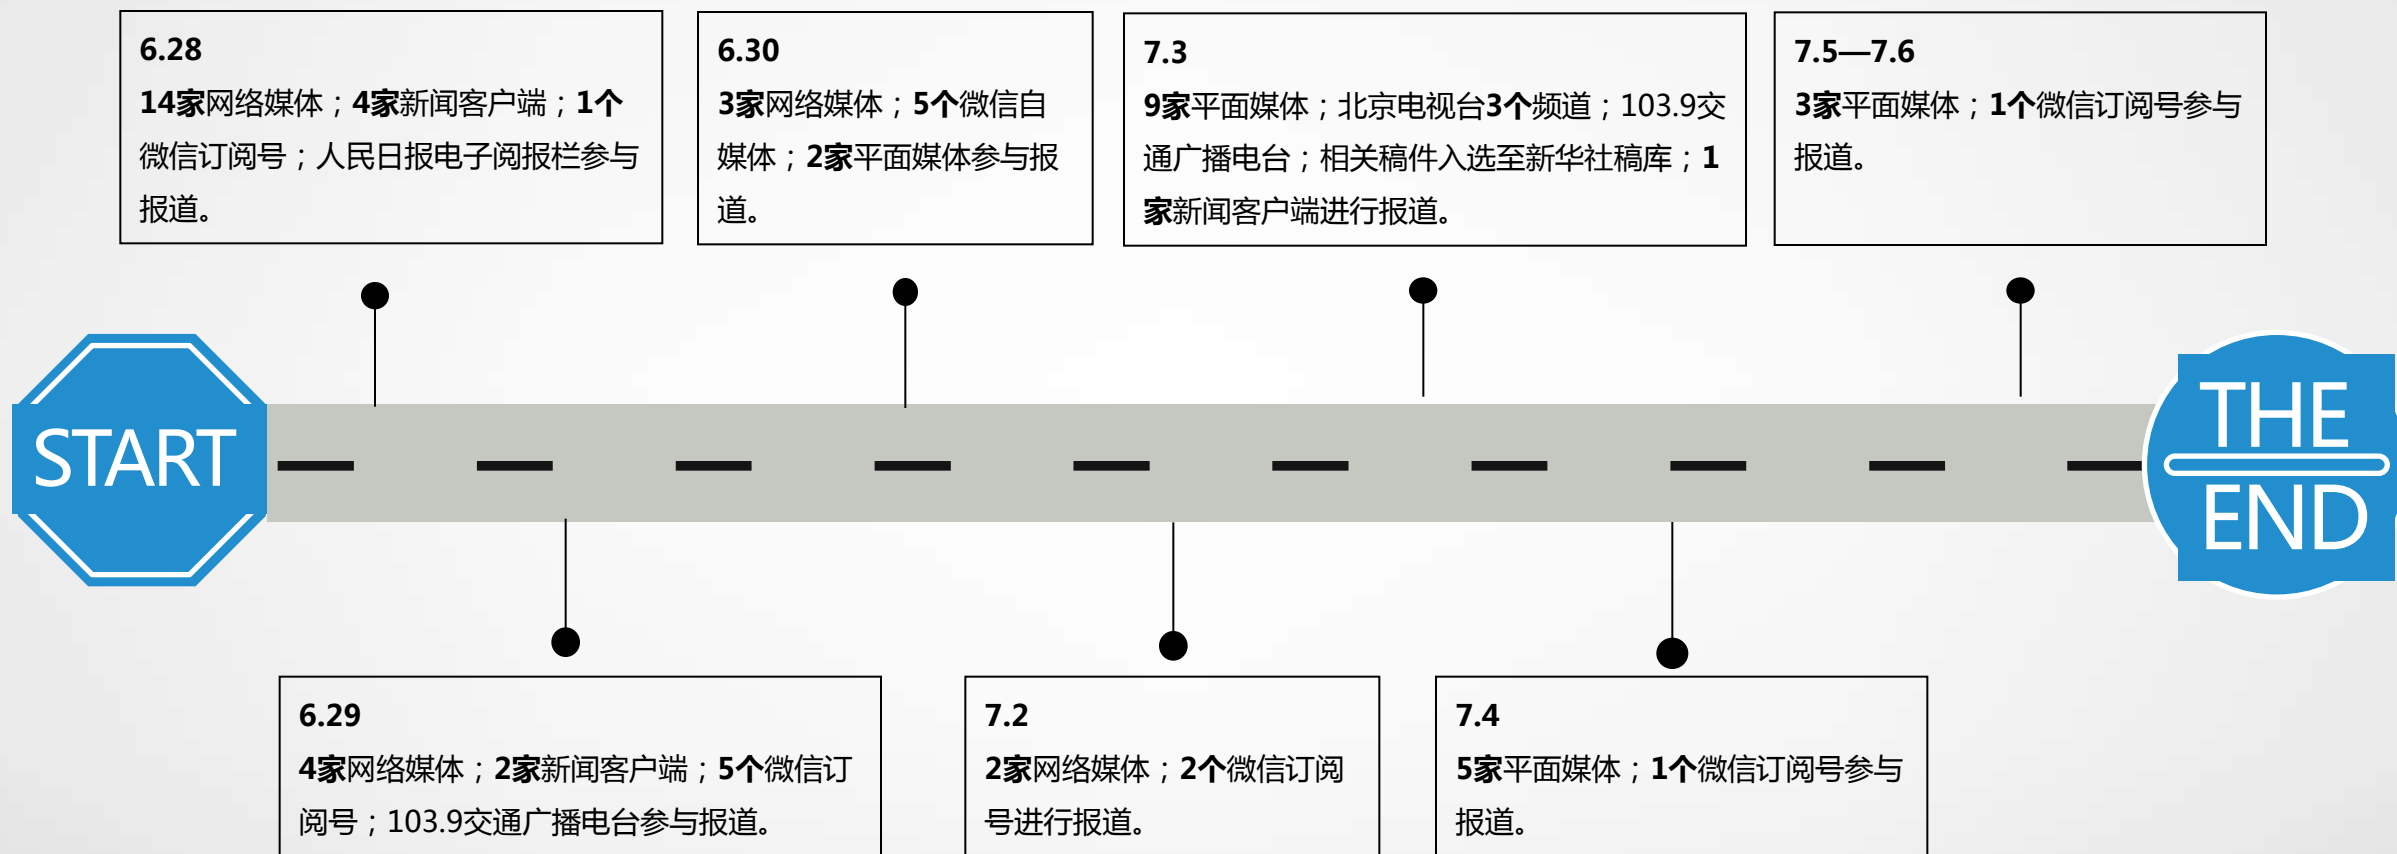 6.28
14家网络媒体；4家新闻客户端；1个
微信订阅号；人民日报电子阅报栏参与
报道。
6.30
3家网络媒体；5个微信自
媒体；2家平面媒体参与报
道。
7.3
9家平面媒体；北京电视台3个频道；103.9交
通广播电台；相关稿件入选至新华社稿库；1
家新闻客户端进行报道。
7.5—7.6
3家平面媒体；1个微信订阅号参与
报道。
START
THE
END
6.29
4家网络媒体；2家新闻客户端；5个微信订
阅号；103.9交通广播电台参与报道。
7.2
2家网络媒体；2个微信订阅
号进行报道。
7.4
5家平面媒体；1个微信订阅号参与
报道。